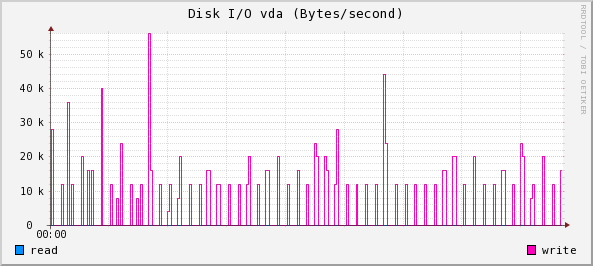 Disk I/O vda (Bytes/second)
RRDTOOL / TOBI OETIKER
50 k
40 k
30 k
20 k
10 k
0
00:00
read
write